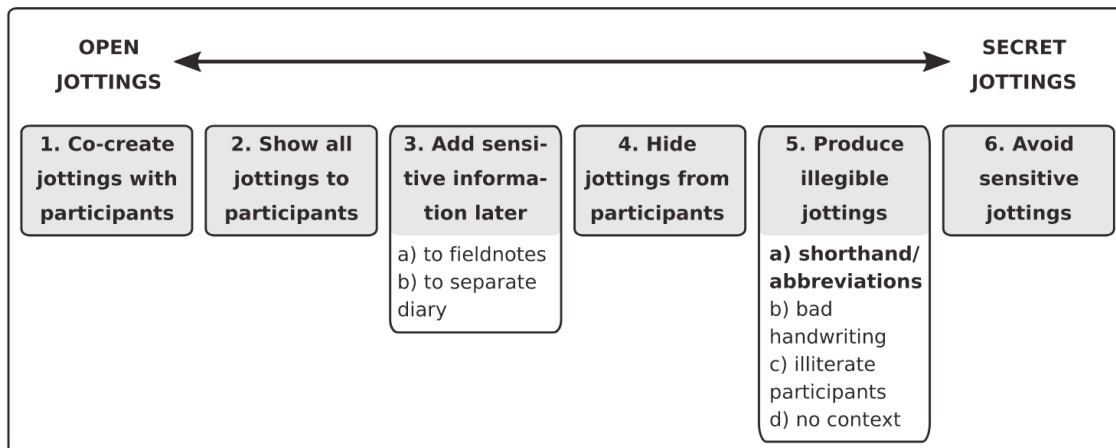 OPEN
JOTTINGS
SECRET
JOTTINGS
1. Co-create
jottings with
participants
2. Show all
jottings to
participants
3. Add sensi-
tive informa-
tion later
a) to fieldnotes
b) to separate
diary
4. Hide
jottings from
participants
5. Produce
illegible
jottings
a) shorthand/
abbreviations
b) bad
handwriting
c) illiterate
participants
d) no context
6. Avoid
sensitive
jottings